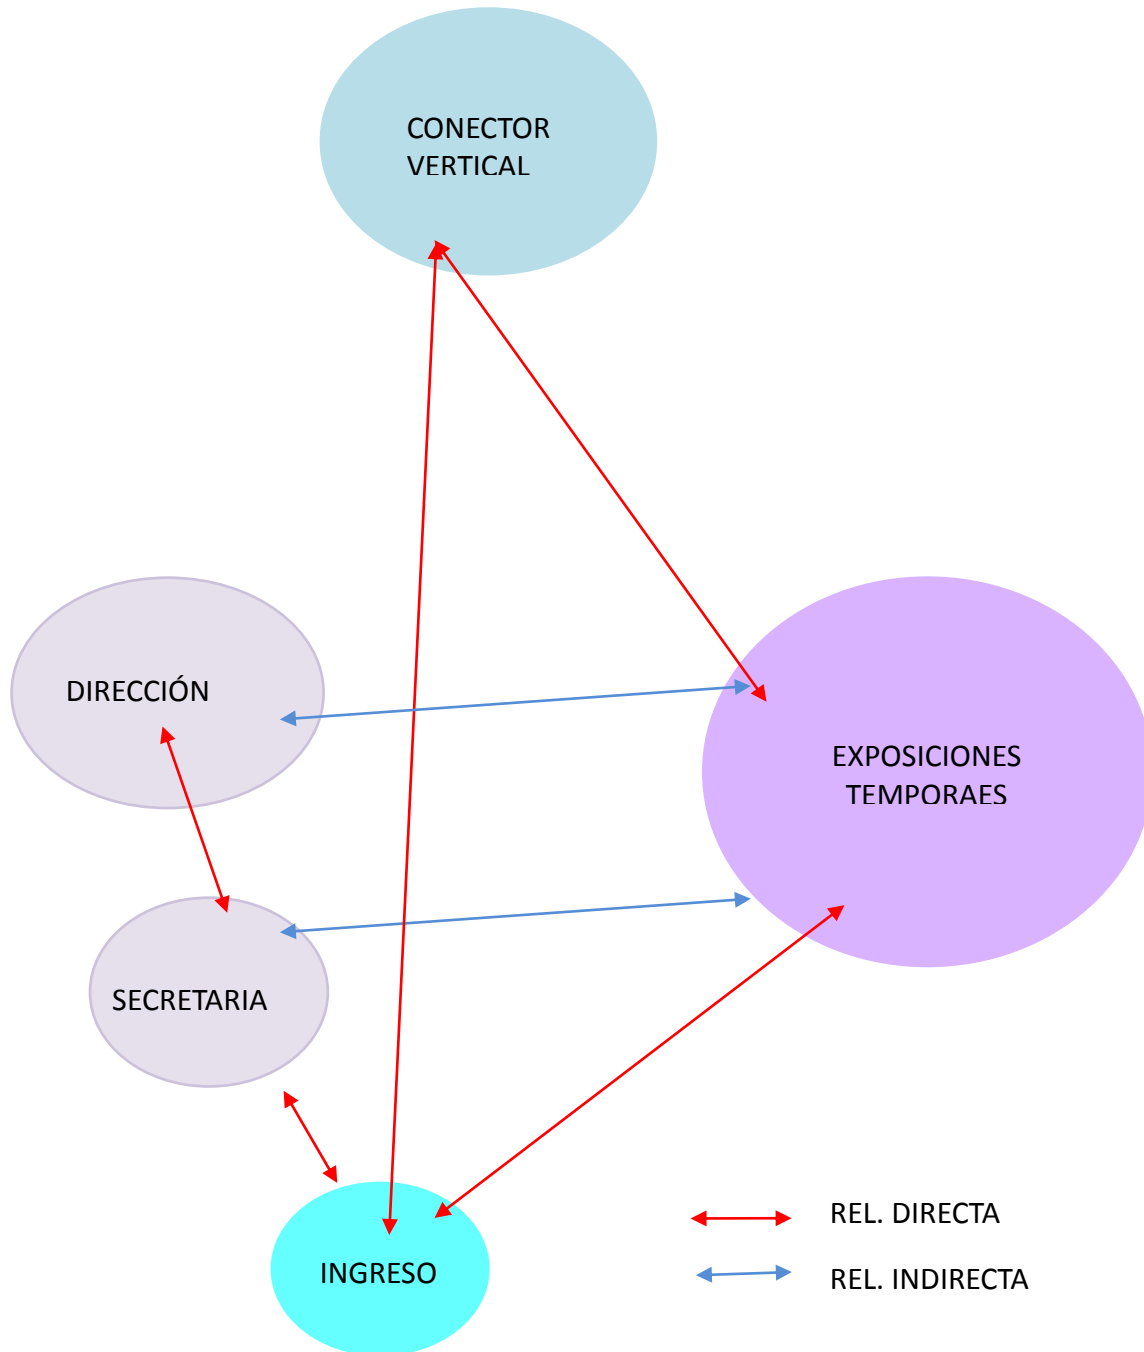 CONECTOR
VERTICAL
DIRECCIÓN
EXPOSICIONES
TEMPORAES
SECRETARIA
INGRESO
REL. DIRECTA
REL. INDIRECTA